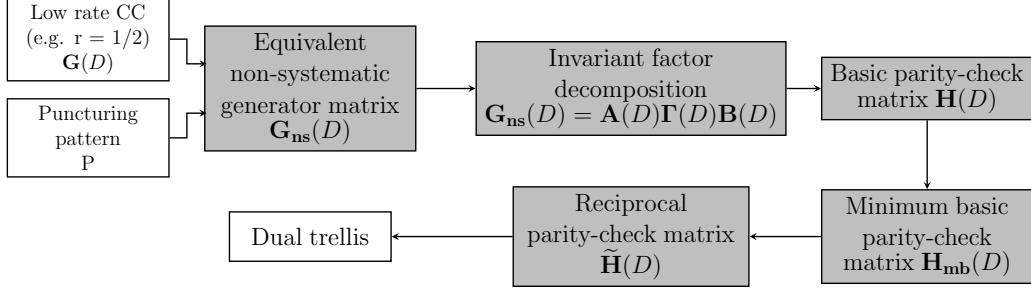 Low rate CC
(e.g. r = 1/2)
G(D)
Puncturing
pattern
P
Equivalent
non-systematic
generator matrix
G_ns(D)
Invariant factor
decomposition
G_ns(D) = A(D)Γ(D)B(D)
Basic parity-check
matrix H(D)
Minimum basic
parity-check
matrix H_mb(D)
Reciprocal
parity-check matrix
H̃(D)
Dual trellis